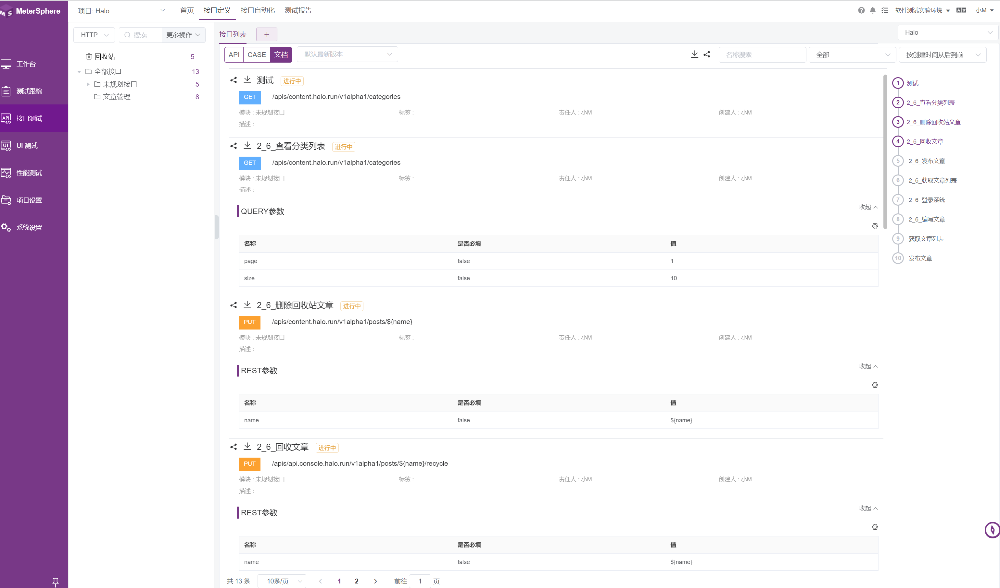 MeterSphere
项目: Halo
首页 接口定义 接口自动化 测试报告
软件测试实验环境 小M
工作台
测试跟踪
接口测试
UI 测试
性能测试
项目设置
系统设置
HTTP 搜索 更多操作
回收站 5
全部接口 13
未规划接口 5
文章管理 8
接口列表 +
Halo
API CASE 文档 默认最新版本 名称搜索 全部 按创建时间从后到前
测试 进行中
GET /apis/content.halo.run/v1alpha1/categories
模块 : 未规划接口 标签 : 责任人 : 小M 创建人 : 小M
描述 :
2_6_查看分类列表 进行中
GET /apis/content.halo.run/v1alpha1/categories
模块 : 未规划接口 标签 : 责任人 : 小M 创建人 : 小M
描述 :
QUERY参数 收起
名称 是否必填 值
page false 1
size false 10
2_6_删除回收站文章 进行中
PUT /apis/content.halo.run/v1alpha1/posts/${name}
模块 : 未规划接口 标签 : 责任人 : 小M 创建人 : 小M
描述 :
REST参数 收起
名称 是否必填 值
name false ${name}
2_6_回收文章 进行中
PUT /apis/api.console.halo.run/v1alpha1/posts/${name}/recycle
模块 : 未规划接口 标签 : 责任人 : 小M 创建人 : 小M
描述 :
REST参数 收起
名称 是否必填 值
name false ${name}
共 13 条 10条/页 1 2 前往 1 页
1 测试
2 2_6_查看分类列表
3 2_6_删除回收站文章
4 2_6_回收文章
5 2_6_发布文章
6 2_6_获取文章列表
7 2_6_登录系统
8 2_6_编写文章
9 获取文章列表
10 发布文章